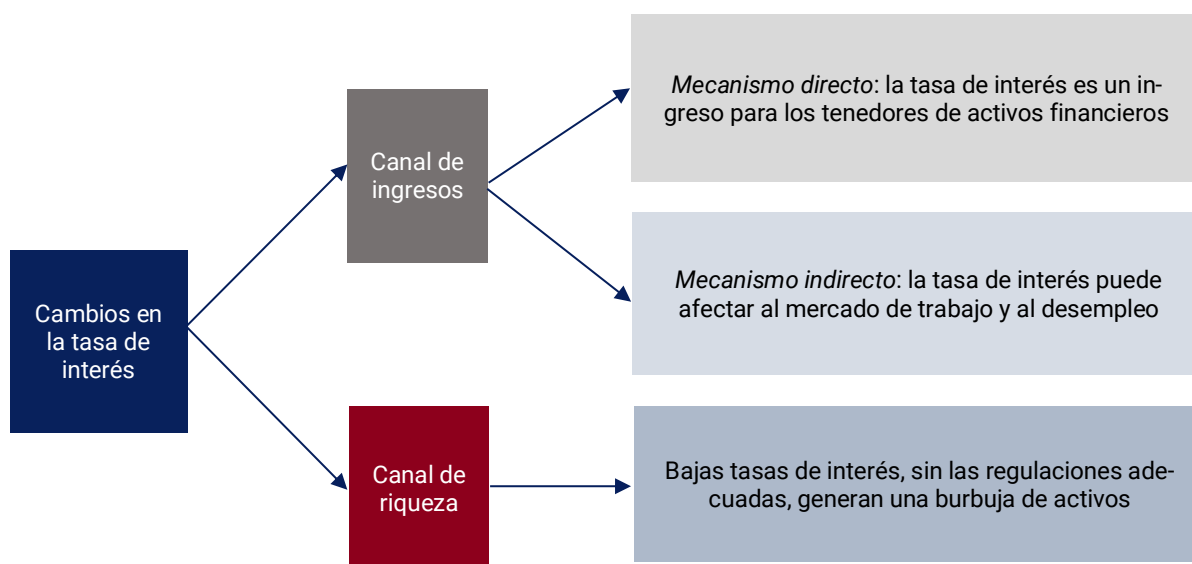 Cambios en
la tasa de
interés
Canal de
ingresos
Mecanismo directo: la tasa de interés es un in-
greso para los tenedores de activos financieros
Mecanismo indirecto: la tasa de interés puede
afectar al mercado de trabajo y al desempleo
Canal de
riqueza
Bajas tasas de interés, sin las regulaciones ade-
cuadas, generan una burbuja de activos